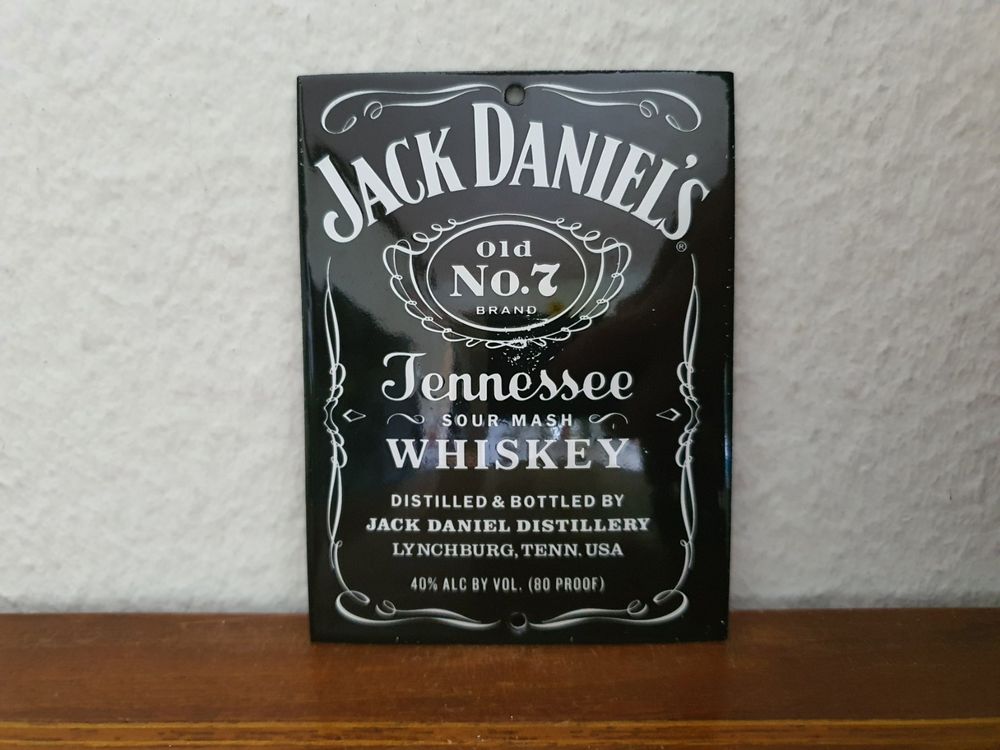 JACK DANIEL'S
®
Old
No.7
BRAND
Tennessee
SOUR MASH
WHISKEY
DISTILLED & BOTTLED BY
JACK DANIEL DISTILLERY
LYNCHBURG, TENN. USA
40% ALC BY VOL. (80 PROOF)